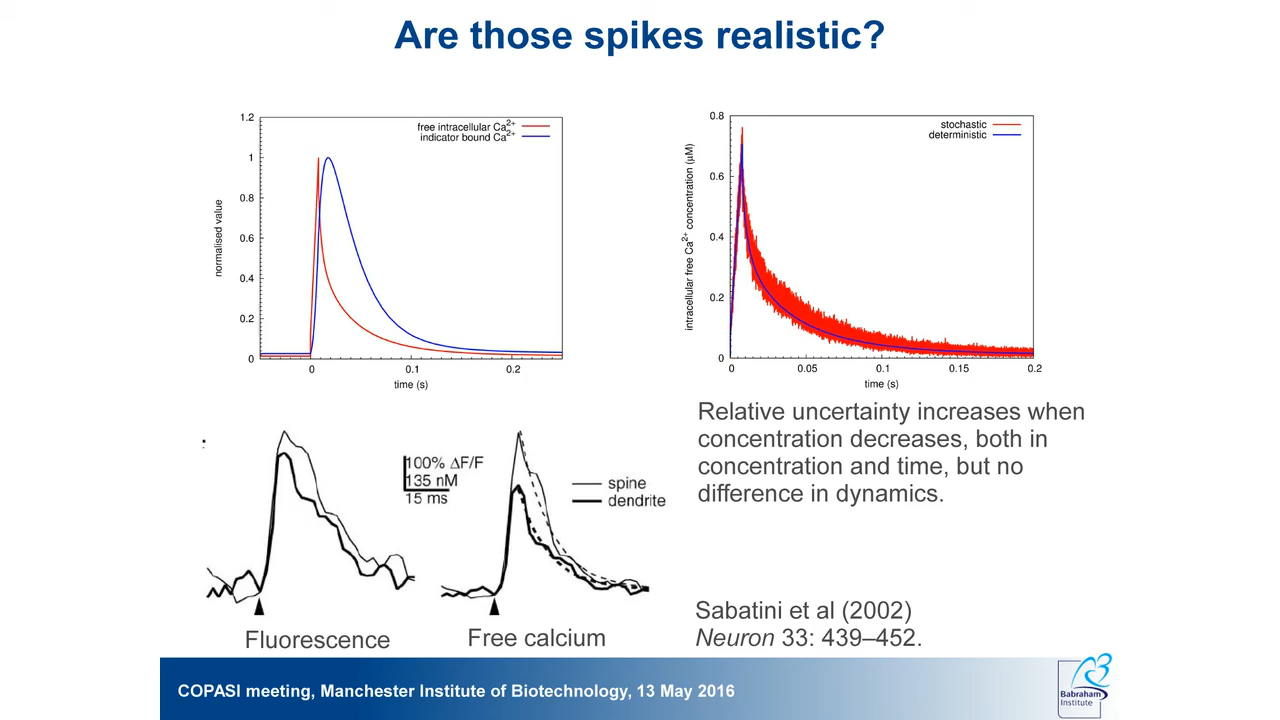 Are those spikes realistic?
1.2
1
0.8
0.6
0.4
0.2
0
normalised value
free intracellular Ca2+
indicator bound Ca2+
0
0.1
0.2
time (s)
0.8
0.6
0.4
0.2
0
intracellular free Ca2+ concentration (μM)
stochastic
deterministic
0
0.05
0.1
0.15
0.2
time (s)
Relative uncertainty increases when
concentration decreases, both in
concentration and time, but no
difference in dynamics.
100% ΔF/F
135 nM
15 ms
spine
dendrite
Fluorescence
Free calcium
Sabatini et al (2002)
Neuron 33: 439–452.
COPASI meeting, Manchester Institute of Biotechnology, 13 May 2016
Babraham
Institute